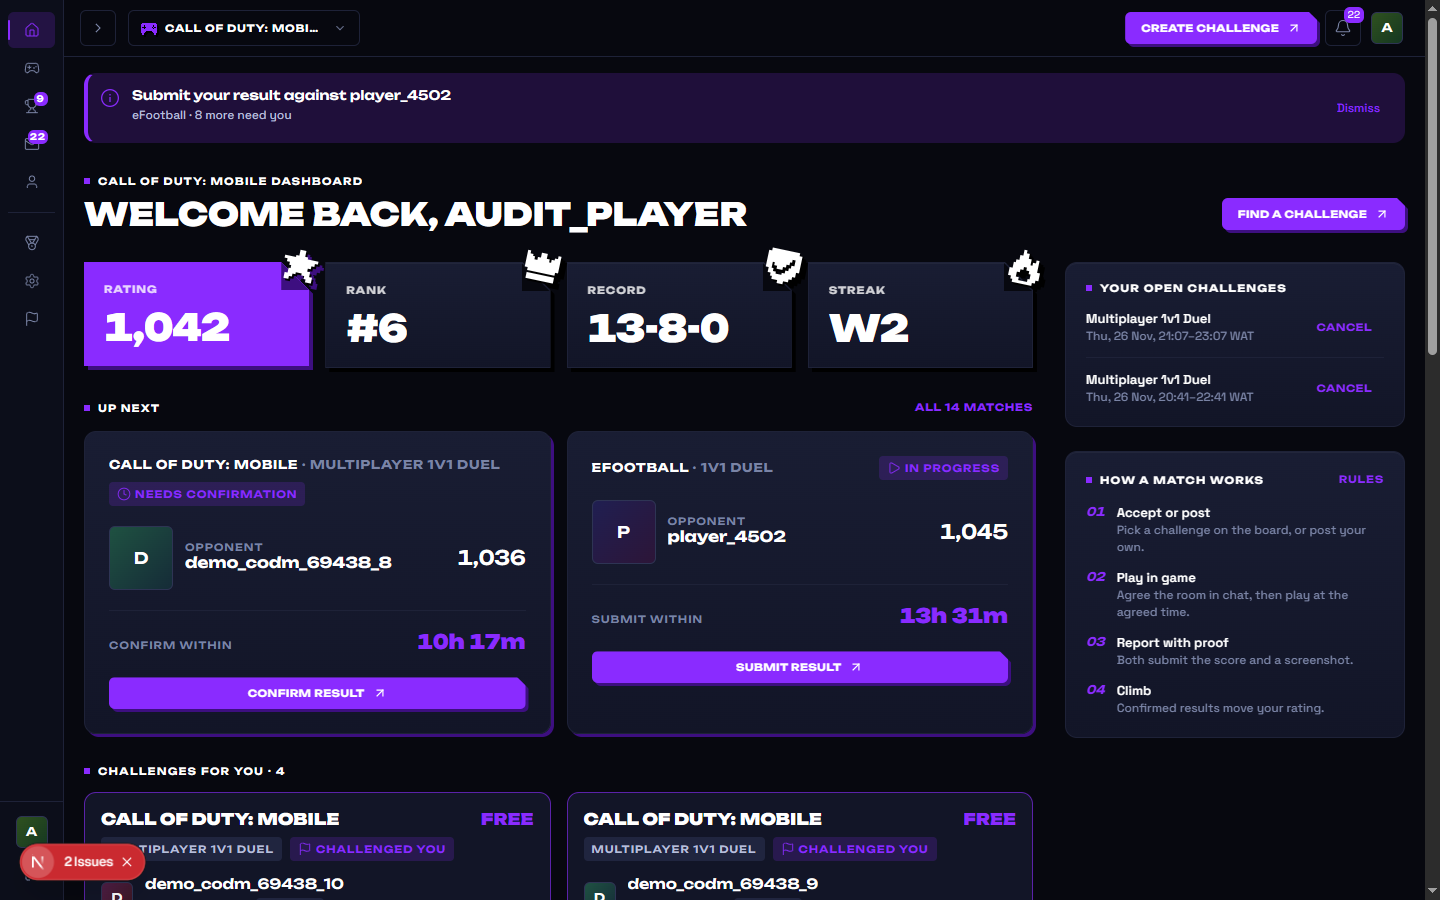 CALL OF DUTY: MOBI...
CREATE CHALLENGE
22
A
9
22
Submit your result against player_4502
eFootball · 8 more need you
Dismiss
CALL OF DUTY: MOBILE DASHBOARD
WELCOME BACK, AUDIT_PLAYER
FIND A CHALLENGE
RATING
1,042
RANK
#6
RECORD
13-8-0
STREAK
W2
YOUR OPEN CHALLENGES
Multiplayer 1v1 Duel
Thu, 26 Nov, 21:07–23:07 WAT
CANCEL
Multiplayer 1v1 Duel
Thu, 26 Nov, 20:41–22:41 WAT
CANCEL
UP NEXT
ALL 14 MATCHES
CALL OF DUTY: MOBILE · MULTIPLAYER 1V1 DUEL
NEEDS CONFIRMATION
D
OPPONENT
demo_codm_69438_8
1,036
CONFIRM WITHIN
10h 17m
CONFIRM RESULT
EFOOTBALL · 1V1 DUEL
IN PROGRESS
P
OPPONENT
player_4502
1,045
SUBMIT WITHIN
13h 31m
SUBMIT RESULT
HOW A MATCH WORKS
RULES
01 Accept or post
Pick a challenge on the board, or post your
own.
02 Play in game
Agree the room in chat, then play at the
agreed time.
03 Report with proof
Both submit the score and a screenshot.
04 Climb
Confirmed results move your rating.
CHALLENGES FOR YOU · 4
CALL OF DUTY: MOBILE
FREE
TIPLAYER 1V1 DUEL
CHALLENGED YOU
demo_codm_69438_10
CALL OF DUTY: MOBILE
FREE
MULTIPLAYER 1V1 DUEL
CHALLENGED YOU
demo_codm_69438_9
A
N
2 Issues